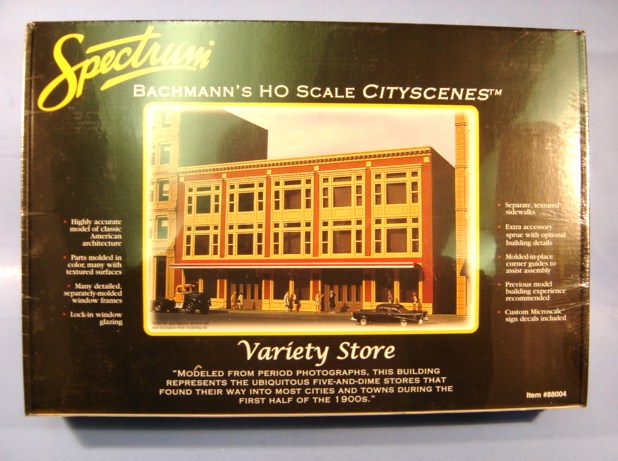 Spectrum
BACHMANN'S HO SCALE CITYSCENES™
• Highly accurate
model of classic
American
architecture
• Parts molded in
color, many with
textured surfaces
• Many detailed,
separately-molded
window frames
• Lock-in window
glazing
• Separate, textured
sidewalks
• Extra accessory
sprue with optional
building details
• Molded-in-place
corner guides to
assist assembly
• Previous model
building experience
recommended
• Custom Microscale
sign decals included
Variety Store
"MODELED FROM PERIOD PHOTOGRAPHS, THIS BUILDING
REPRESENTS THE UBIQUITOUS FIVE-AND-DIME STORES THAT
FOUND THEIR WAY INTO MOST CITIES AND TOWNS DURING THE
FIRST HALF OF THE 1900S."
Item #88004